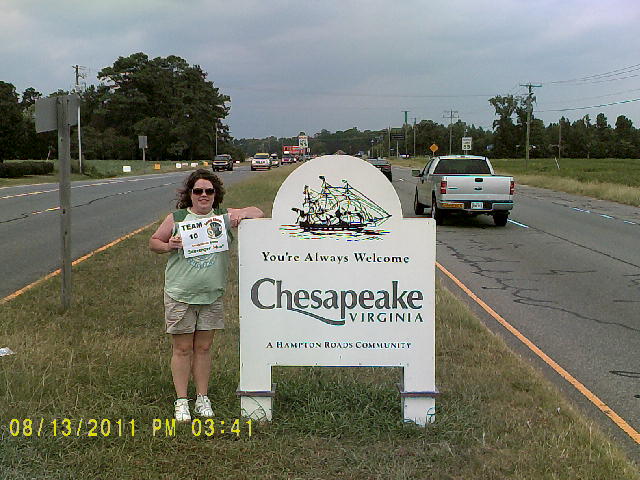 TEAM
10
You're Always Welcome
Chesapeake
VIRGINIA
A HAMPTON ROADS COMMUNITY
08/13/2011 PM 03:41